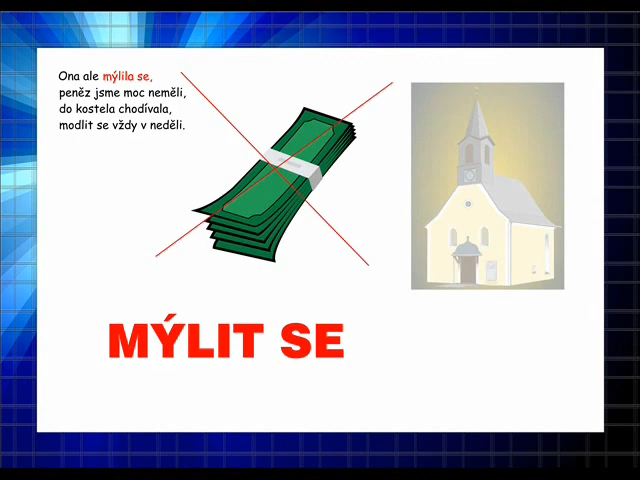 Ona ale mýlila se,
peněz jsme moc neměli,
do kostela chodívala,
modlit se vždy v neděli.
MÝLIT SE